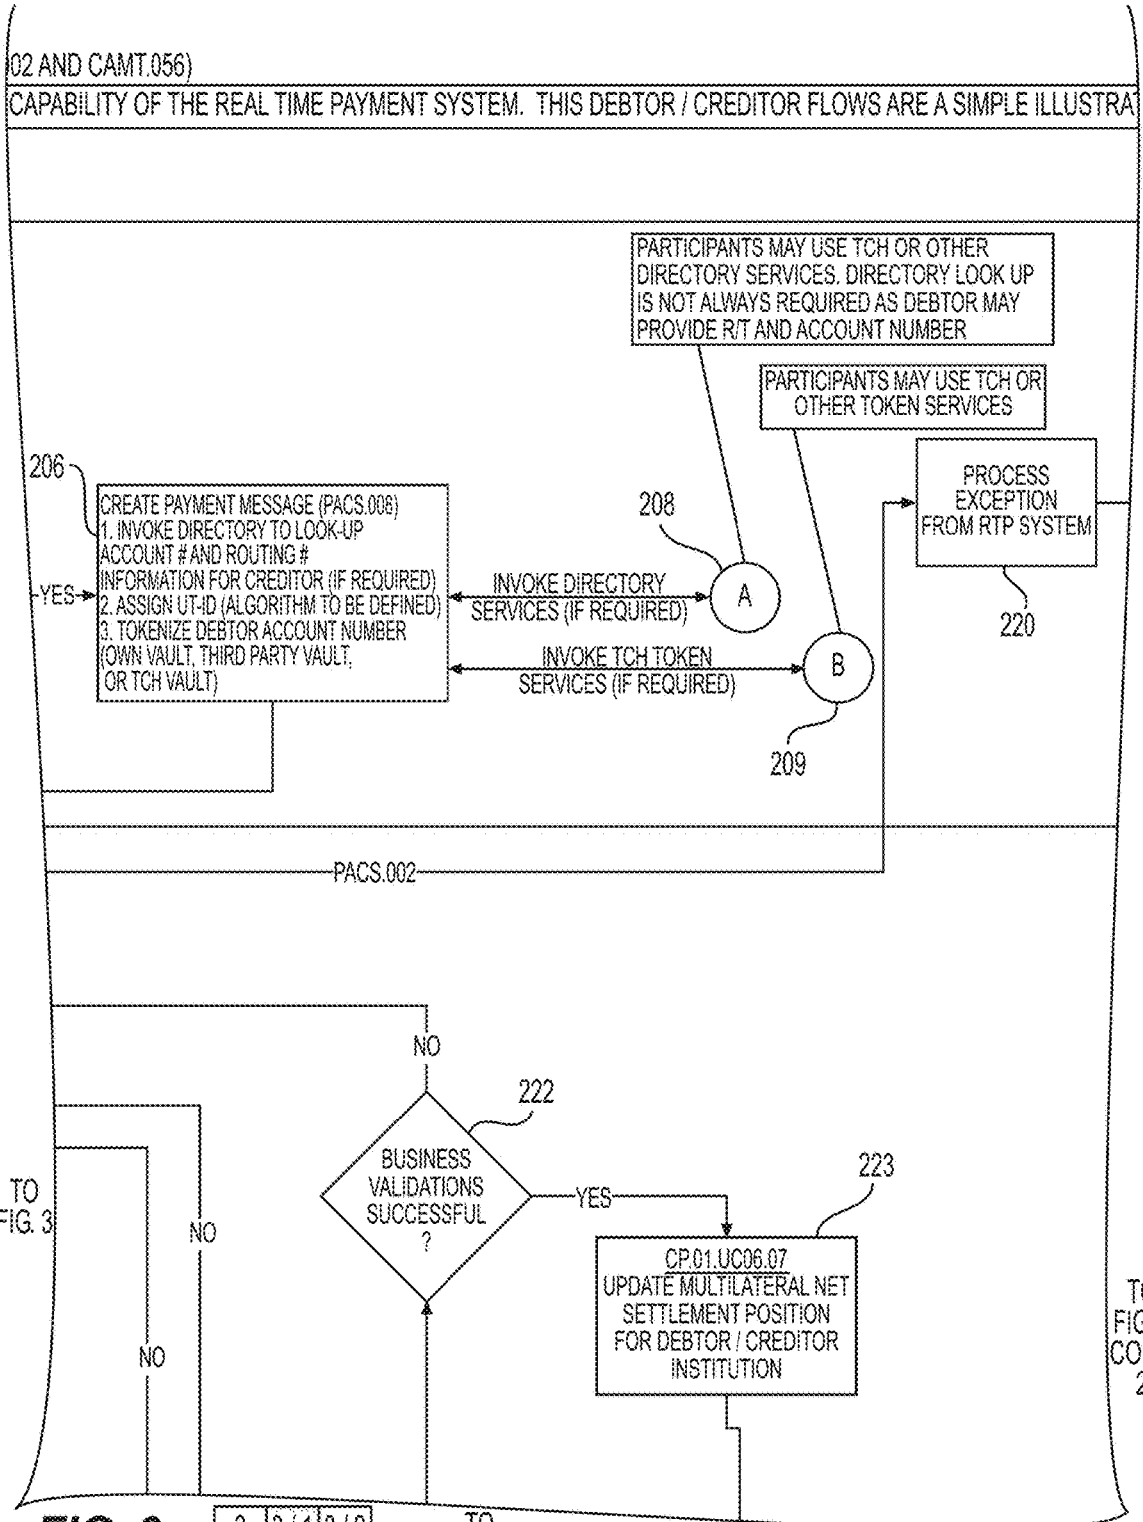 02 AND CAMT.056)
CAPABILITY OF THE REAL TIME PAYMENT SYSTEM. THIS DEBTOR / CREDITOR FLOWS ARE A SIMPLE ILLUSTRAT
PARTICIPANTS MAY USE TCH OR OTHER
DIRECTORY SERVICES. DIRECTORY LOOK UP
IS NOT ALWAYS REQUIRED AS DEBTOR MAY
PROVIDE R/T AND ACCOUNT NUMBER
PARTICIPANTS MAY USE TCH OR
OTHER TOKEN SERVICES
206
CREATE PAYMENT MESSAGE (PACS.008)
1. INVOKE DIRECTORY TO LOOK-UP
ACCOUNT # AND ROUTING #
INFORMATION FOR CREDITOR (IF REQUIRED)
2. ASSIGN UT-ID (ALGORITHM TO BE DEFINED)
3. TOKENIZE DEBTOR ACCOUNT NUMBER
(OWN VAULT, THIRD PARTY VAULT,
OR TCH VAULT)
YES
208
INVOKE DIRECTORY
SERVICES (IF REQUIRED)
A
INVOKE TCH TOKEN
SERVICES (IF REQUIRED)
B
209
PROCESS
EXCEPTION
FROM RTP SYSTEM
220
PACS.002
NO
222
BUSINESS
VALIDATIONS
SUCCESSFUL
?
YES
223
CP.01.UC06.07
UPDATE MULTILATERAL NET
SETTLEMENT POSITION
FOR DEBTOR / CREDITOR
INSTITUTION
TO
FIG. 3
NO
NO
TO
FIG
CO
2
TO